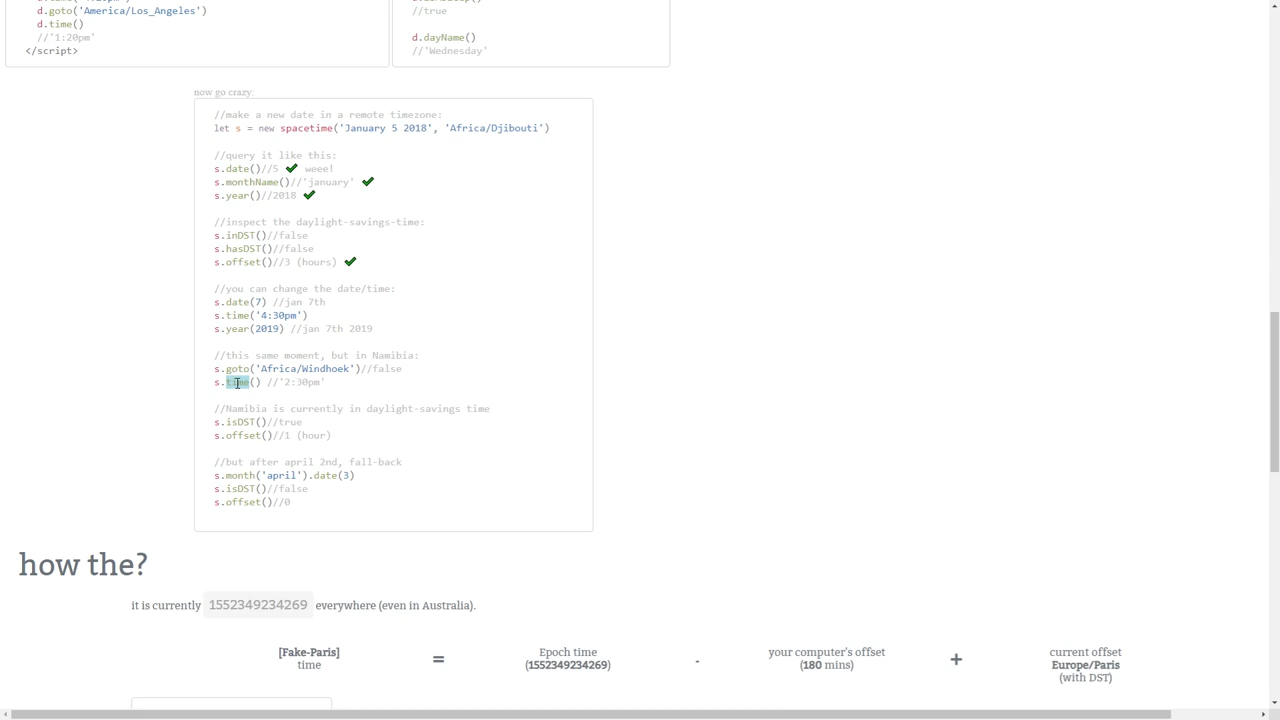 d.goto('America/Los_Angeles')
d.time()
//'1:20pm'
</script>
//true
d.dayName()
//'Wednesday'
now go crazy:
//make a new date in a remote timezone:
let s = new spacetime('January 5 2018', 'Africa/Djibouti')
//query it like this:
s.date()//5 ✔ weee!
s.monthName()//'january' ✔
s.year()//2018 ✔
//inspect the daylight-savings-time:
s.inDST()//false
s.hasDST()//false
s.offset()//3 (hours) ✔
//you can change the date/time:
s.date(7) //jan 7th
s.time('4:30pm')
s.year(2019) //jan 7th 2019
//this same moment, but in Namibia:
s.goto('Africa/Windhoek')//false
s.time() //'2:30pm'
//Namibia is currently in daylight-savings time
s.isDST()//true
s.offset()//1 (hour)
//but after april 2nd, fall-back
s.month('april').date(3)
s.isDST()//false
s.offset()//0
how the?
it is currently 1552349234269 everywhere (even in Australia).
[Fake-Paris]
time
=
Epoch time
(1552349234269)
-
your computer's offset
(180 mins)
+
current offset
Europe/Paris
(with DST)